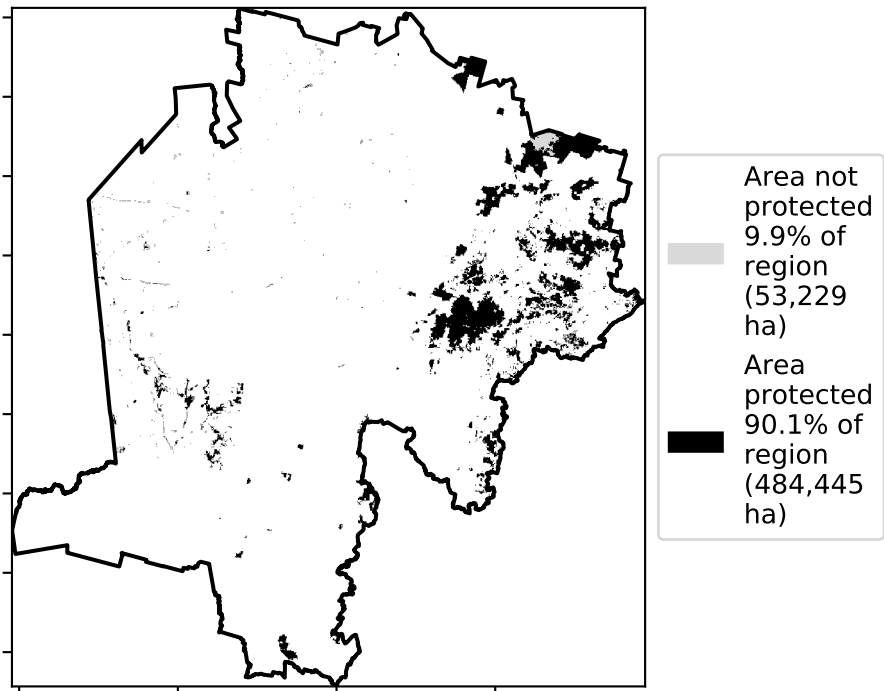 Area not
protected
9.9% of
region
(53,229
ha)
Area
protected
90.1% of
region
(484,445
ha)